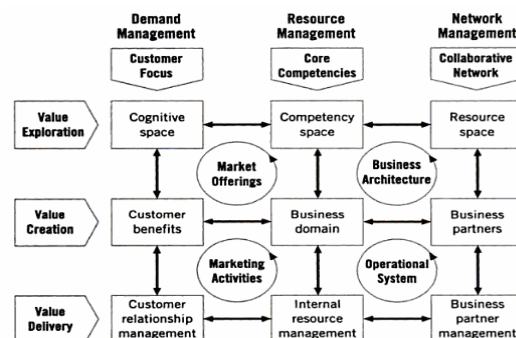 Demand
Management
Resource
Management
Network
Management
Customer
Focus
Core
Competencies
Collaborative
Network
Value
Exploration
Cognitive
space
Competency
space
Resource
space
Market
Offerings
Business
Architecture
Value
Creation
Customer
benefits
Business
domain
Business
partners
Marketing
Activities
Operational
System
Value
Delivery
Customer
relationship
management
Internal
resource
management
Business
partner
management